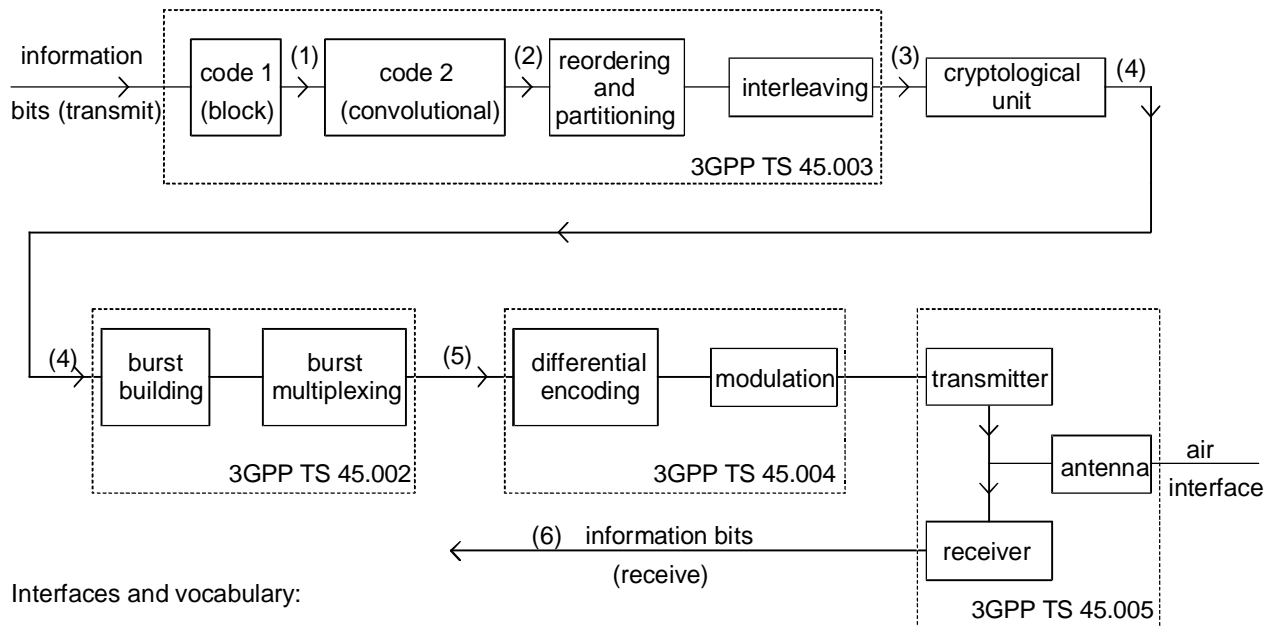 information
bits (transmit)
code 1
(block)
(1)
code 2
(convolutional)
(2)
reordering
and
partitioning
interleaving
(3)
cryptological
unit
(4)
3GPP TS 45.003
(4)
burst
building
burst
multiplexing
(5)
differential
encoding
modulation
transmitter
3GPP TS 45.002
3GPP TS 45.004
antenna
air
interface
(6) information bits
(receive)
receiver
3GPP TS 45.005
Interfaces and vocabulary: